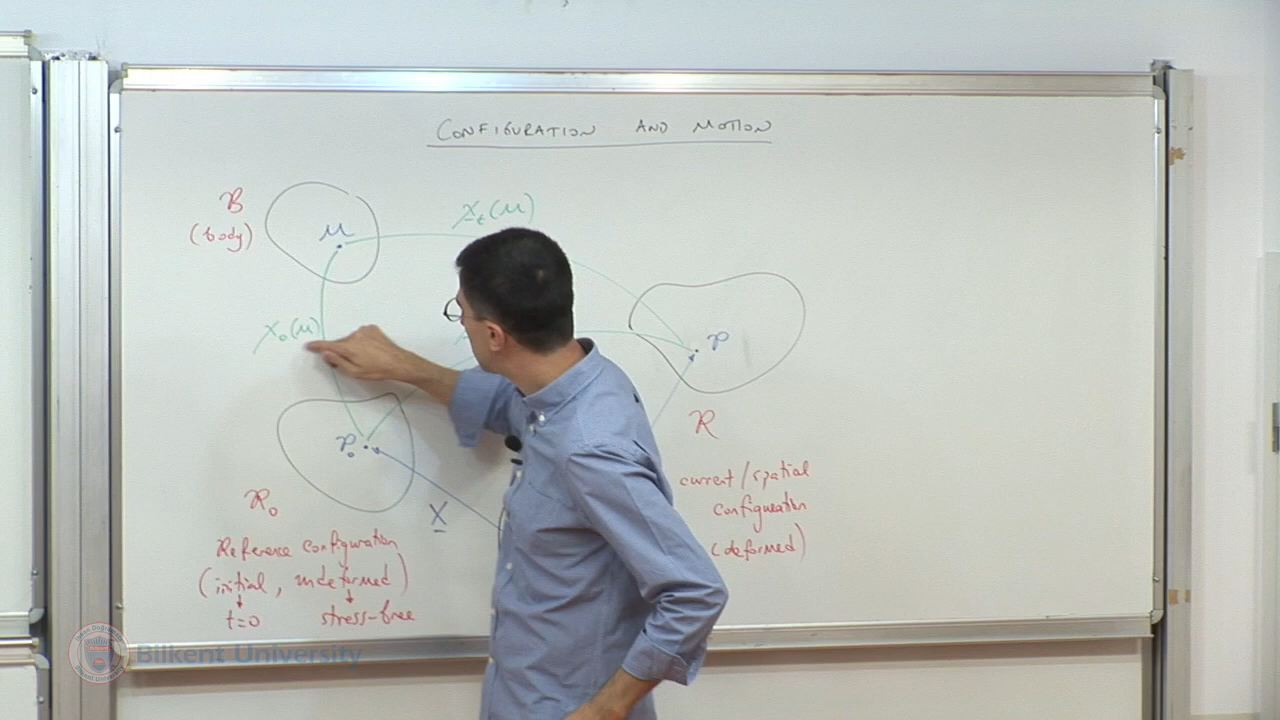 CONFIGURATION AND MOTION
B
(body)
M
χₜ(M)
χ₀(M)
P
P₀
R
R₀
X
current/spatial
configuration
(deformed)
Reference configuration
(initial, undeformed)
t=0 stress-free
Bilkent University